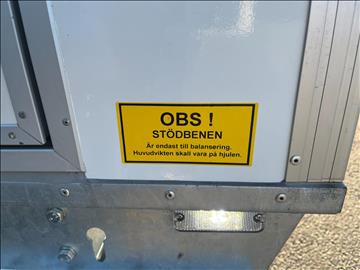 OBS !
STÖDBENEN
Är endast till balansering.
Huvudvikten skall vara på hjulen.